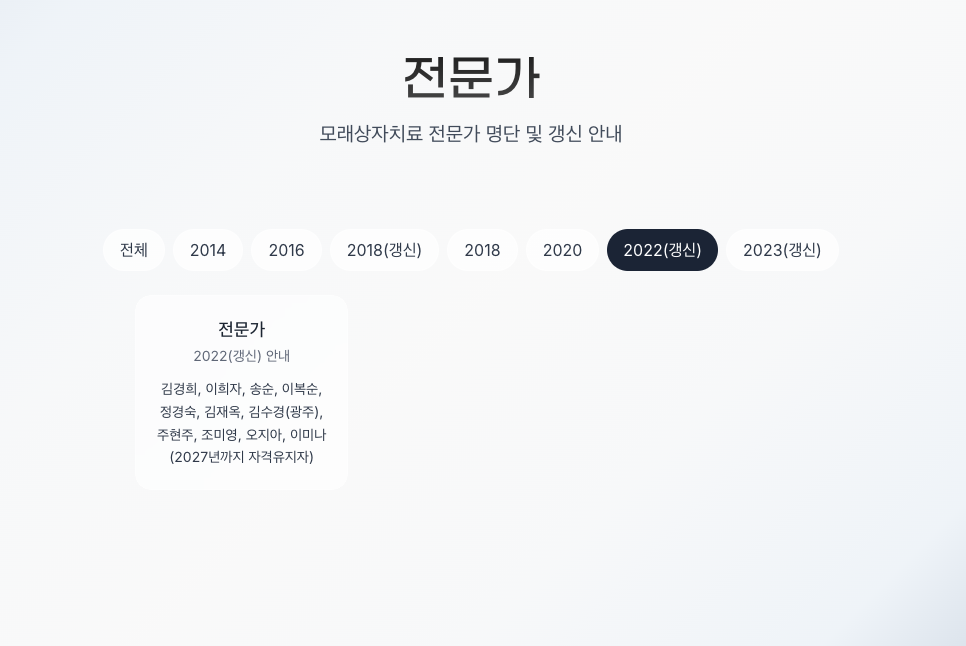 전문가
모래상자치료 전문가 명단 및 갱신 안내
전체 2014 2016 2018(갱신) 2018 2020 2022(갱신) 2023(갱신)
전문가
2022(갱신) 안내
김경희, 이희자, 송순, 이복순,
정경숙, 김재옥, 김수경(광주),
주현주, 조미영, 오지아, 이미나
(2027년까지 자격유지자)